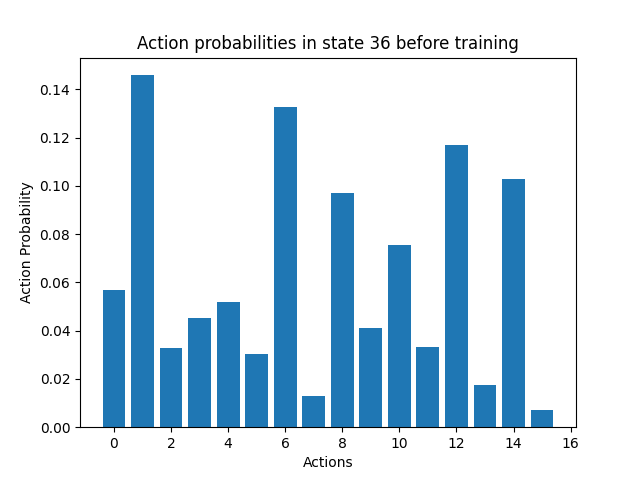 Action probabilities in state 36 before training
0.14
0.12
0.10
0.08
0.06
0.04
0.02
0.00
Action Probability
0 2 4 6 8 10 12 14 16
Actions